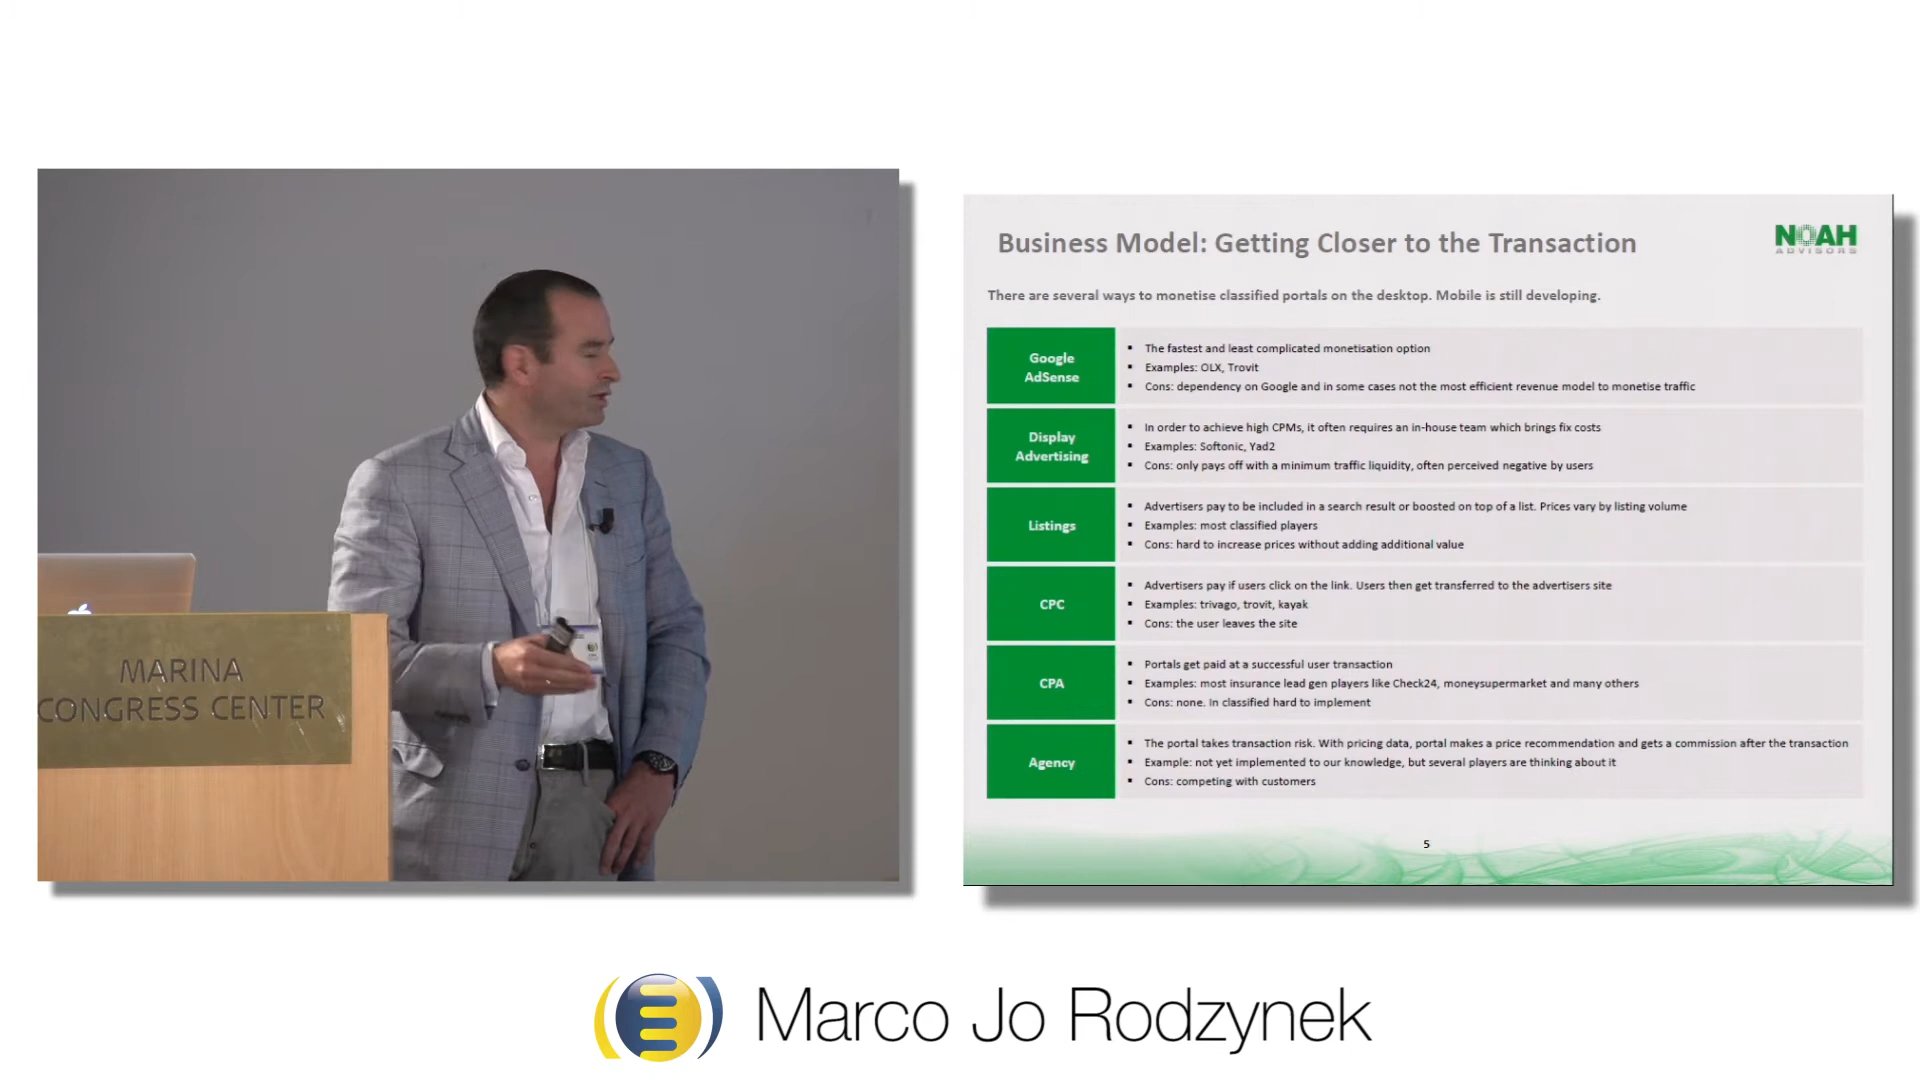 MARINA
CONGRESS CENTER
Business Model: Getting Closer to the Transaction
NOAH
ADVISORS
There are several ways to monetise classified portals on the desktop. Mobile is still developing.
Google
AdSense
▪ The fastest and least complicated monetisation option
▪ Examples: OLX, Trovit
▪ Cons: dependency on Google and in some cases not the most efficient revenue model to monetise traffic
Display
Advertising
▪ In order to achieve high CPMs, it often requires an in-house team which brings fix costs
▪ Examples: Softonic, Yad2
▪ Cons: only pays off with a minimum traffic liquidity, often perceived negative by users
Listings
▪ Advertisers pay to be included in a search result or boosted on top of a list. Prices vary by listing volume
▪ Examples: most classified players
▪ Cons: hard to increase prices without adding additional value
CPC
▪ Advertisers pay if users click on the link. Users then get transferred to the advertisers site
▪ Examples: trivago, trovit, kayak
▪ Cons: the user leaves the site
CPA
▪ Portals get paid at a successful user transaction
▪ Examples: most insurance lead gen players like Check24, moneysupermarket and many others
▪ Cons: none. In classified hard to implement
Agency
▪ The portal takes transaction risk. With pricing data, portal makes a price recommendation and gets a commission after the transaction
▪ Example: not yet implemented to our knowledge, but several players are thinking about it
▪ Cons: competing with customers
5
Marco Jo Rodzynek